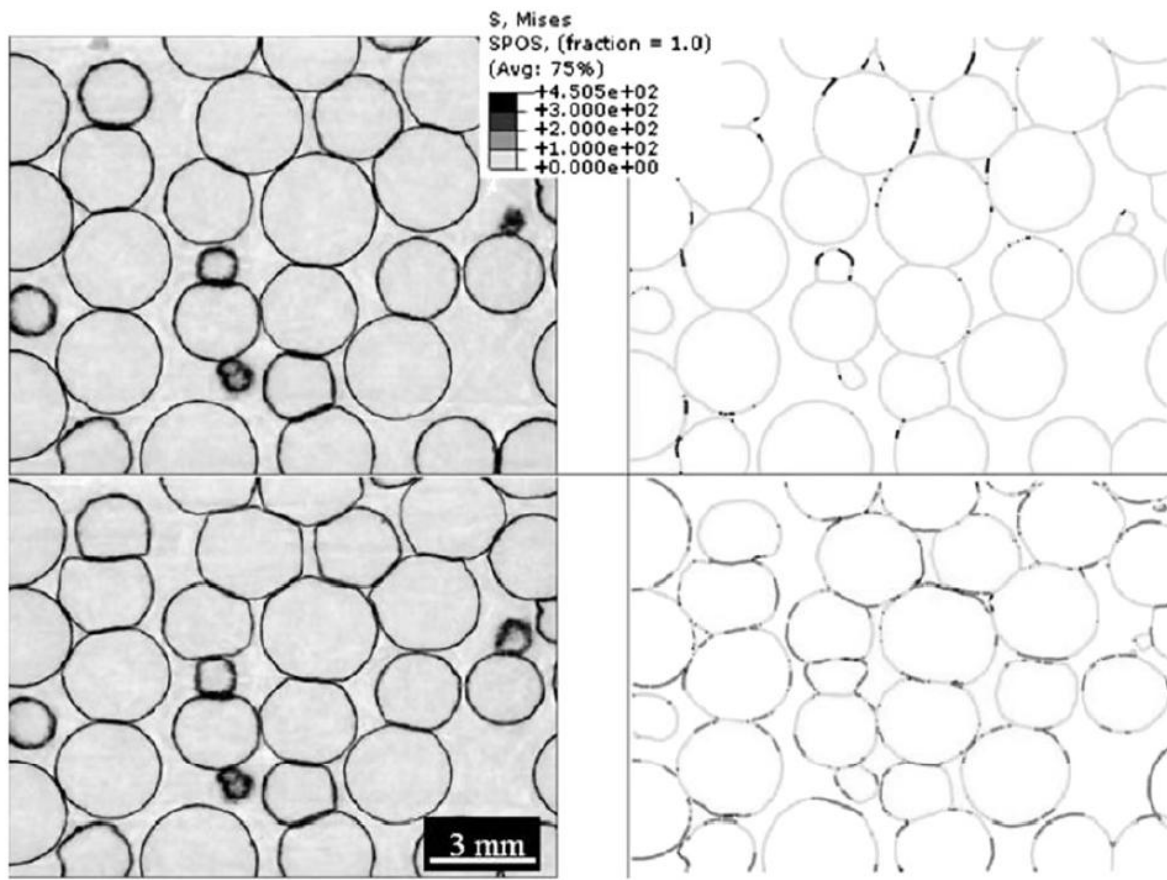 S, Mises
SPOS, (fraction = 1.0)
(Avg: 75%)
+4.505e+02
+3.000e+02
+2.000e+02
+1.000e+02
+0.000e+00
3 mm